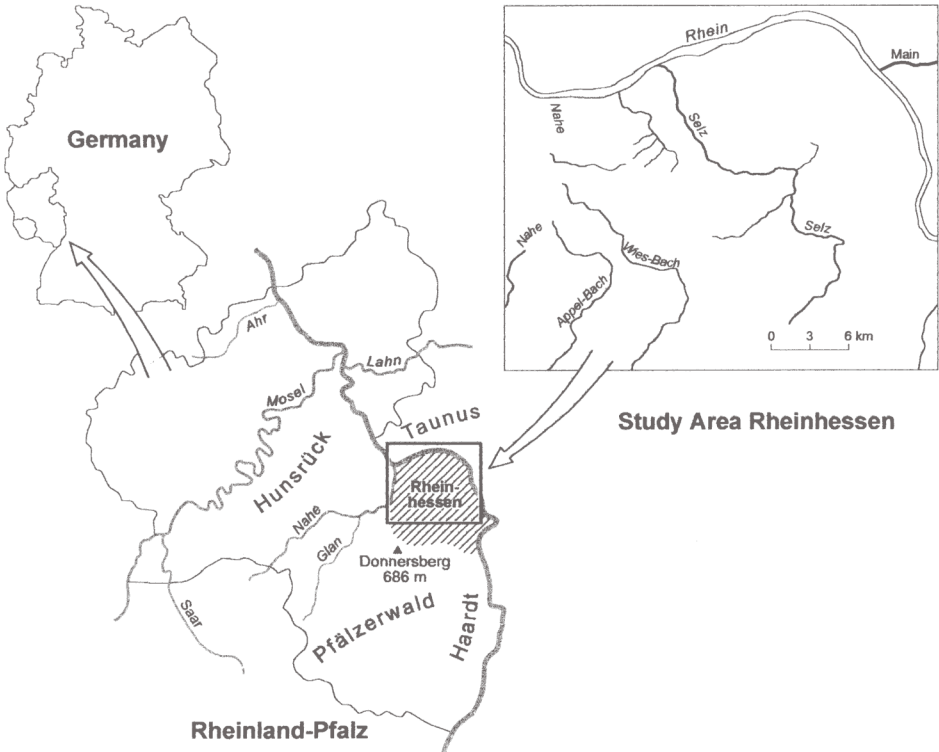 Germany
Rhein
Main
Nahe
Selz
Selz
Nahe
Wies-Bach
Appel-Bach
0 3 6 km
Study Area Rheinhessen
Ahr
Lahn
Mosel
Taunus
Hunsrück
Rhein-
hessen
Nahe
Glan
Donnersberg
686 m
Saar
Pfälzerwald
Haardt
Rheinland-Pfalz